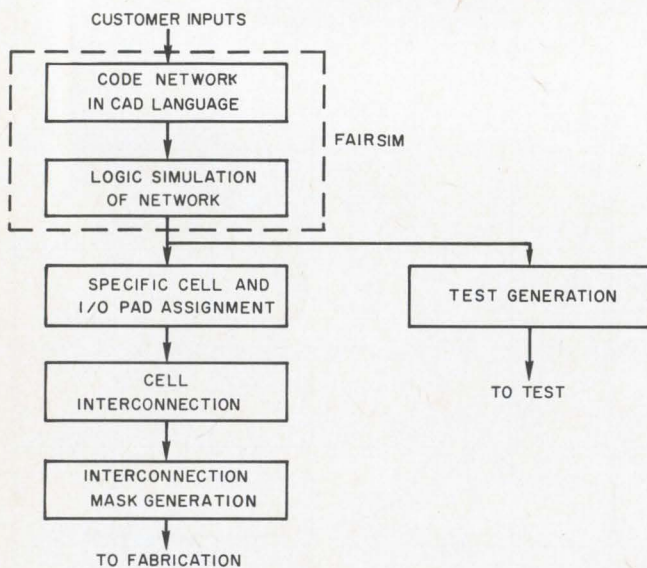 CUSTOMER INPUTS
CODE NETWORK
IN CAD LANGUAGE
FAIRSIM
LOGIC SIMULATION
OF NETWORK
SPECIFIC CELL AND
I/O PAD ASSIGNMENT
TEST GENERATION
CELL
INTERCONNECTION
TO TEST
INTERCONNECTION
MASK GENERATION
TO FABRICATION